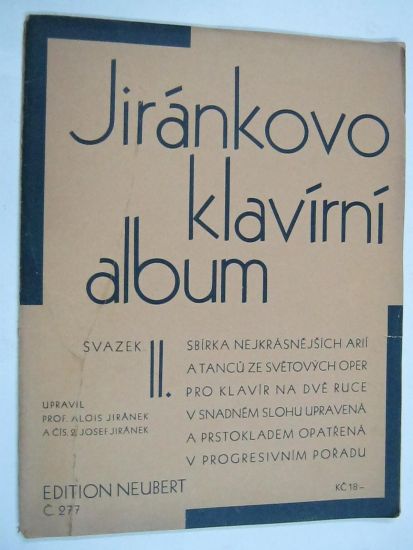 Jiránkovo
klavírní
album
SVAZEK
II.
SBÍRKA NEJKRÁSNĚJŠÍCH ARIÍ
A TANCŮ ZE SVĚTOVÝCH OPER
PRO KLAVÍR NA DVĚ RUCE
V SNADNÉM SLOHU UPRAVENÁ
A PRSTOKLADEM OPATŘENÁ
V PROGRESIVNÍM POŘADU
UPRAVIL
PROF. ALOIS JIRÁNEK
A ČÍS. 2 JOSEF JIRÁNEK
EDITION NEUBERT
Č 277
KČ 18-